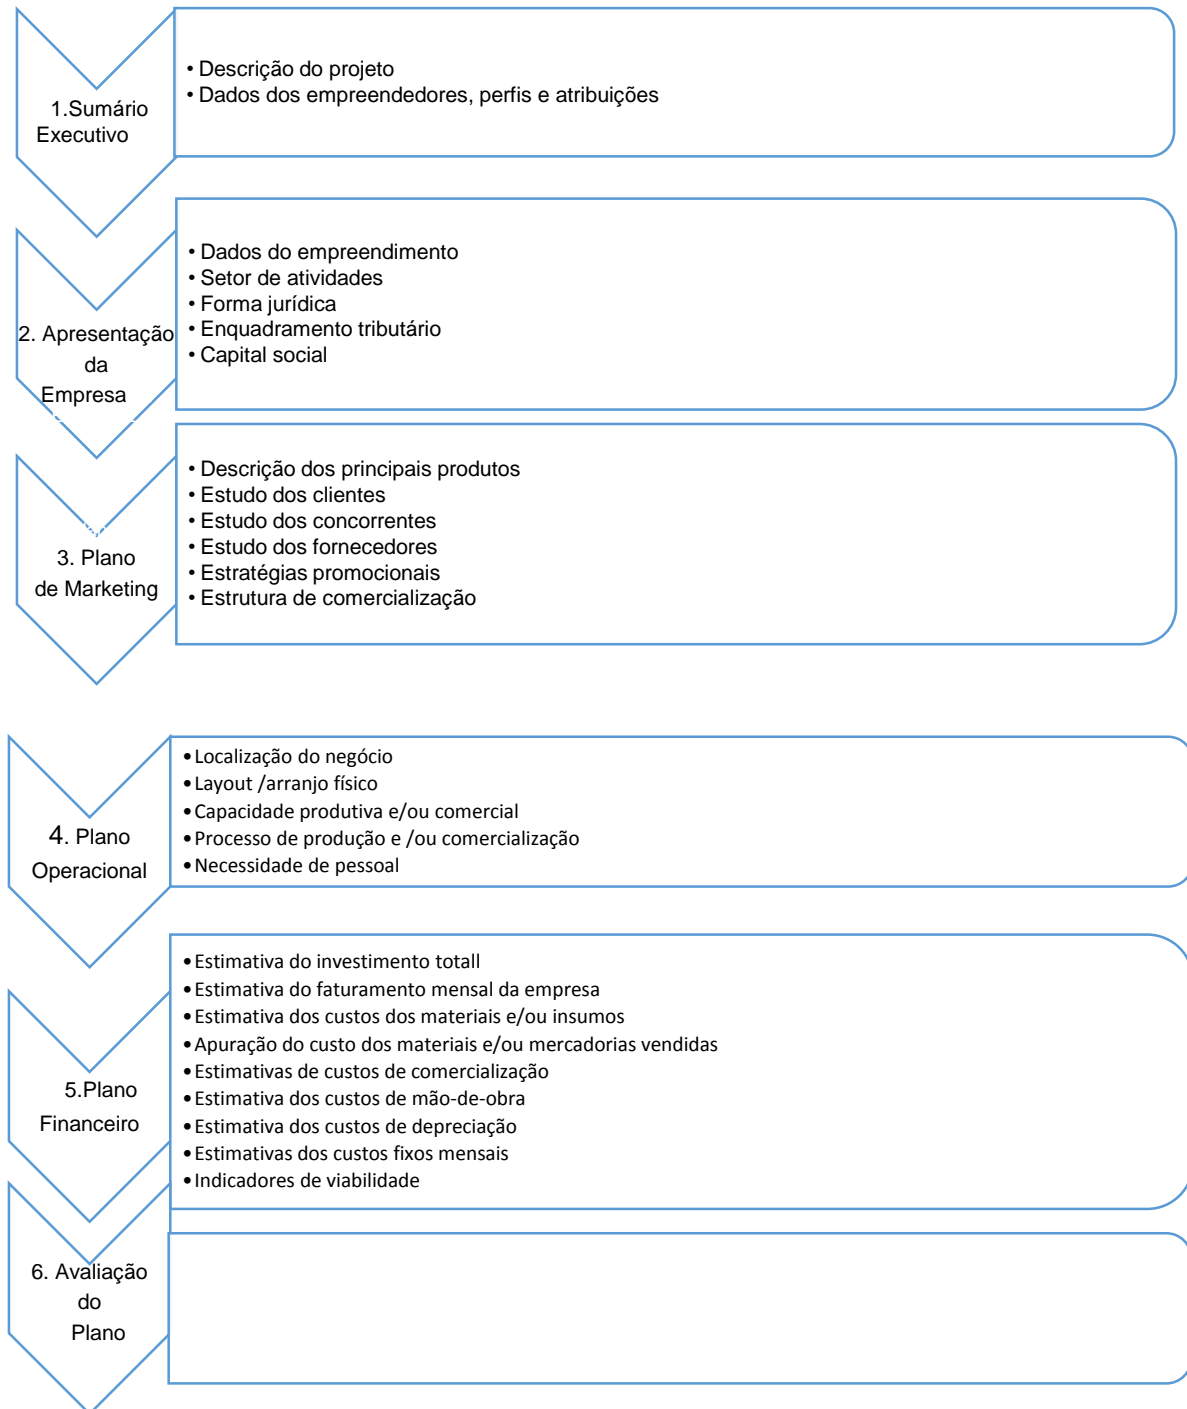 1.Sumário
Executivo
• Descrição do projeto
• Dados dos empreendedores, perfis e atribuições
2. Apresentação
da
Empresa
• Dados do empreendimento
• Setor de atividades
• Forma jurídica
• Enquadramento tributário
• Capital social
3. Plano
de Marketing
• Descrição dos principais produtos
• Estudo dos clientes
• Estudo dos concorrentes
• Estudo dos fornecedores
• Estratégias promocionais
• Estrutura de comercialização
4. Plano
Operacional
• Localização do negócio
• Layout /arranjo físico
• Capacidade produtiva e/ou comercial
• Processo de produção e /ou comercialização
• Necessidade de pessoal
5.Plano
Financeiro
• Estimativa do investimento totall
• Estimativa do faturamento mensal da empresa
• Estimativa dos custos dos materiais e/ou insumos
• Apuração do custo dos materiais e/ou mercadorias vendidas
• Estimativas de custos de comercialização
• Estimativa dos custos de mão-de-obra
• Estimativa dos custos de depreciação
• Estimativas dos custos fixos mensais
• Indicadores de viabilidade
6. Avaliação
do
Plano